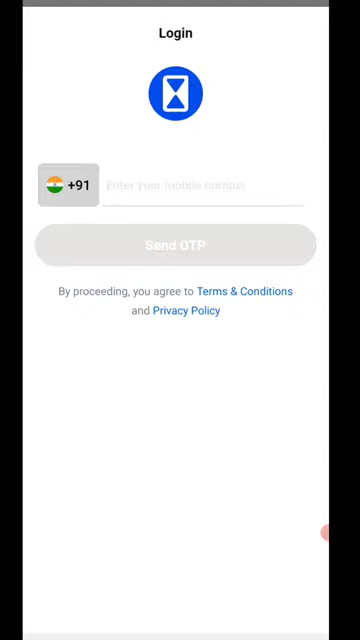 Login
+91 Enter your mobile number
Send OTP
By proceeding, you agree to Terms & Conditions
and Privacy Policy